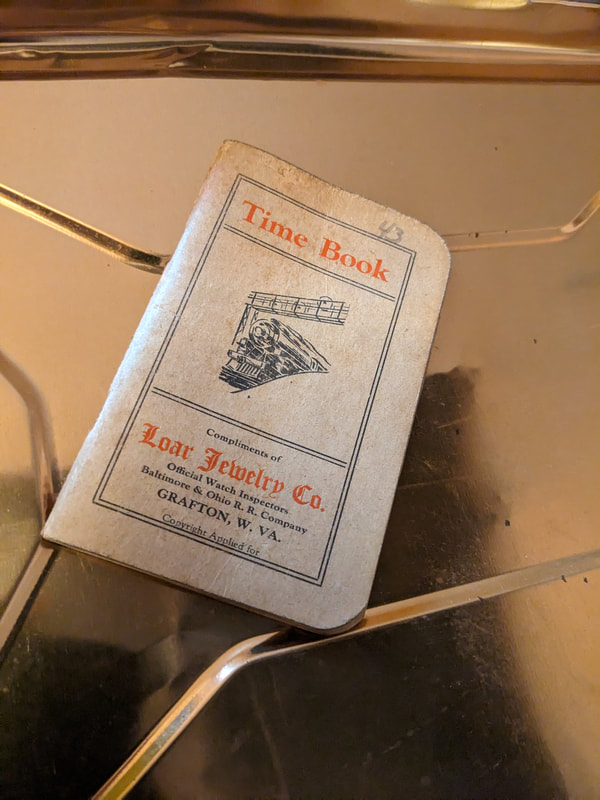 43
Time Book
Compliments of
Loar Jewelry Co.
Official Watch Inspectors
Baltimore & Ohio R. R. Company
GRAFTON, W. VA.
Copyright Applied for